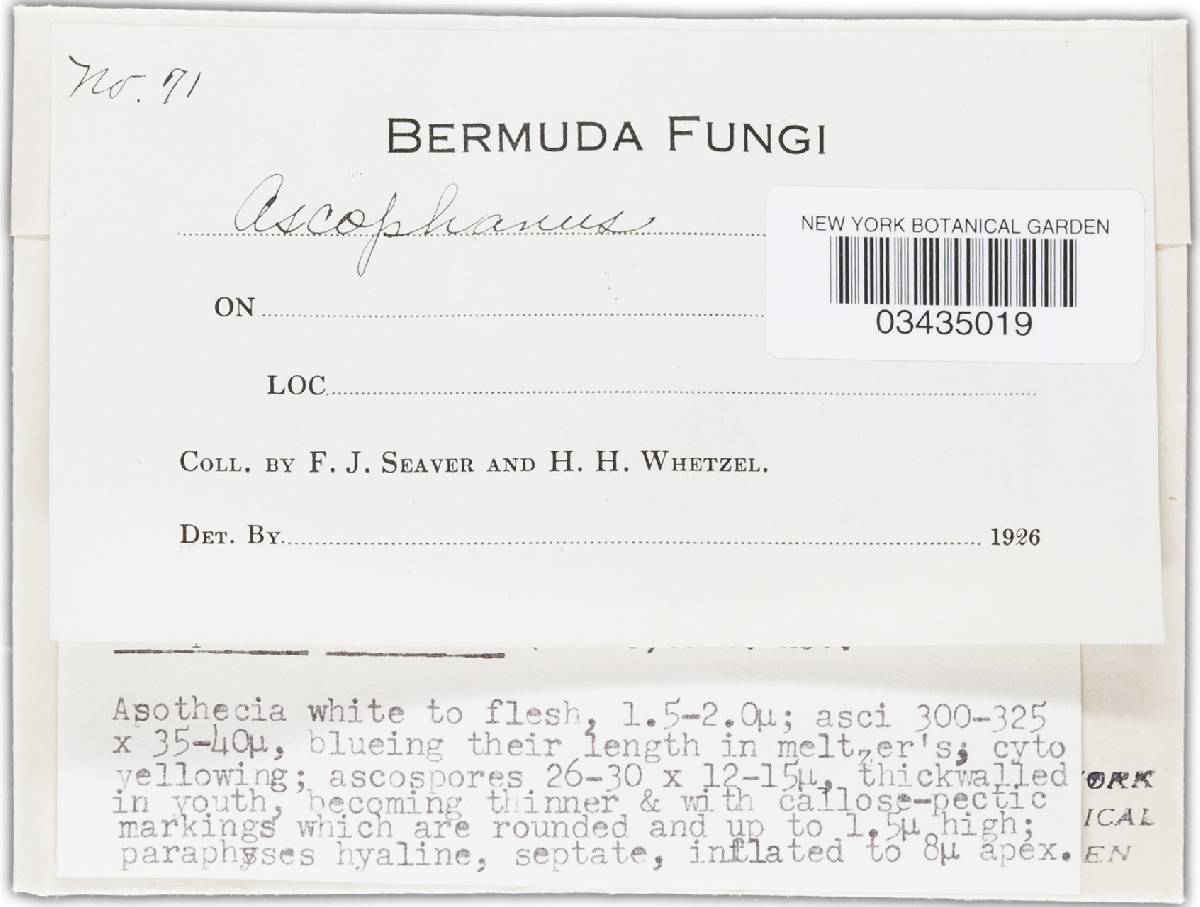 No. 71
BERMUDA FUNGI
Ascophanus
NEW YORK BOTANICAL GARDEN
03435019
ON
LOC
COLL. BY F. J. SEAVER AND H. H. WHETZEL.
DET. BY 1926
Apothecia white to flesh, 1.5-2.0µ; asci 300-325
x 35-40µ, blueing their length in meltzer's; cyto
yellowing; ascospores 26-30 x 12-15µ, thickwalled
in youth, becoming thinner & with callose-pectic
markings which are rounded and up to 1.5µ high;
paraphyses hyaline, septate, inflated to 8µ apex.
ORK
ICAL
EN